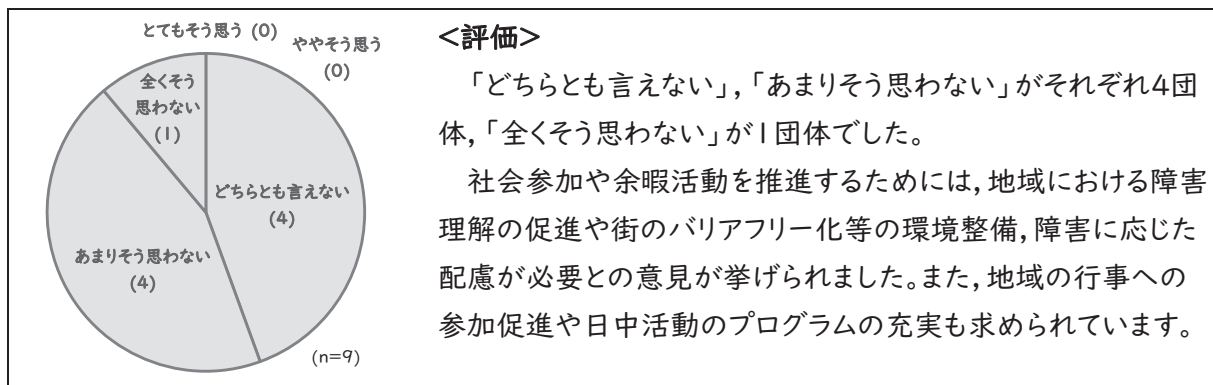 とてもそう思う (0)
ややそう思う
(0)
全くそう
思わない
(1)
どちらとも言えない
(4)
あまりそう思わない
(4)
(n=9)
<評価>
「どちらとも言えない」,「あまりそう思わない」がそれぞれ4団
体,「全くそう思わない」が1団体でした。
社会参加や余暇活動を推進するためには,地域における障害
理解の促進や街のバリアフリー化等の環境整備,障害に応じた
配慮が必要との意見が挙げられました。また,地域の行事への
参加促進や日中活動のプログラムの充実も求められています。